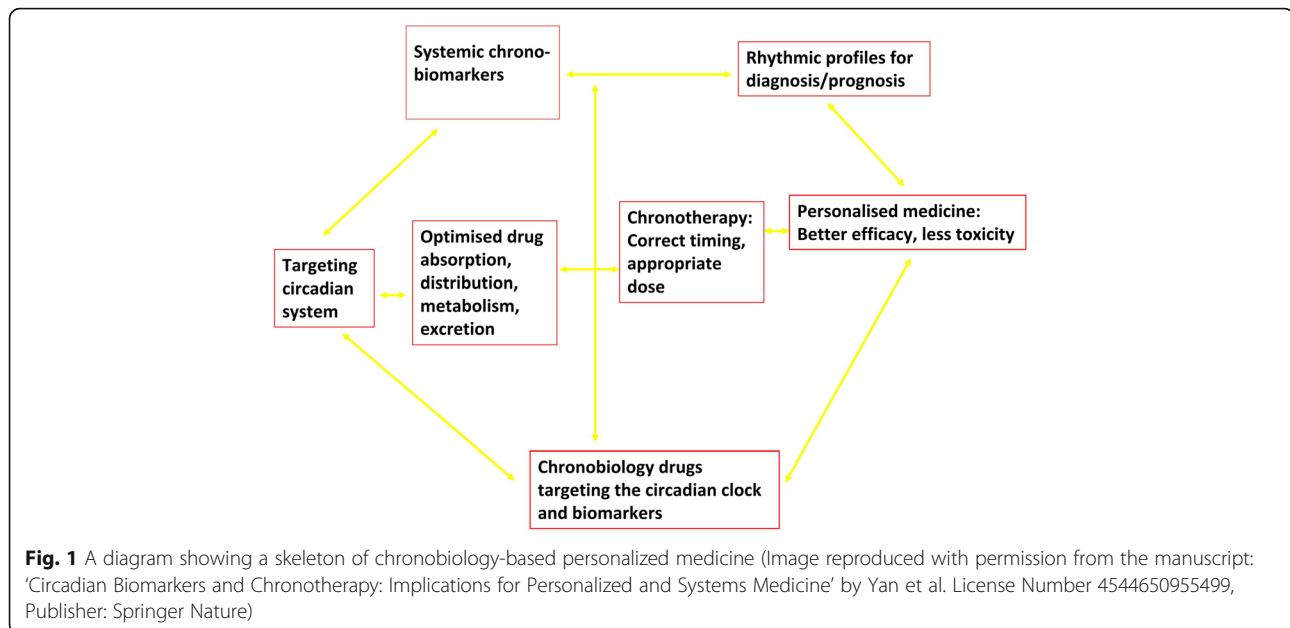 Systemic chrono-
biomarkers
Rhythmic profiles for
diagnosis/prognosis
Targeting
circadian
system
Optimised drug
absorption,
distribution,
metabolism,
excretion
Chronotherapy:
Correct timing,
appropriate
dose
Personalised medicine:
Better efficacy, less toxicity
Chronobiology drugs
targeting the circadian clock
and biomarkers
Fig. 1 A diagram showing a skeleton of chronobiology-based personalized medicine (Image reproduced with permission from the manuscript:
‘Circadian Biomarkers and Chronotherapy: Implications for Personalized and Systems Medicine’ by Yan et al. License Number 4544650955499,
Publisher: Springer Nature)